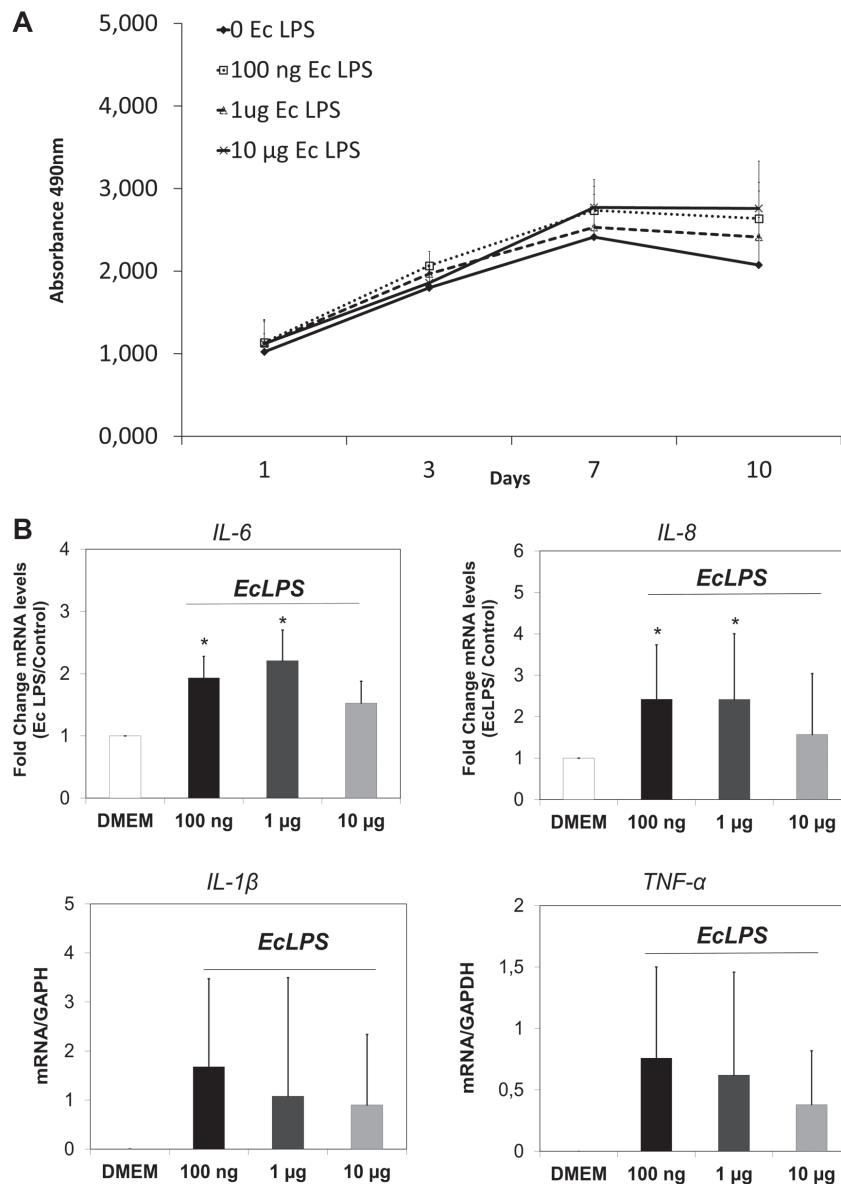 A
5,000
4,000
3,000
2,000
1,000
0,000
Absorbance 490nm
0 Ec LPS
100 ng Ec LPS
1ug Ec LPS
10 µg Ec LPS
1 3 7 10
Days
B
IL-6
4
3
2
1
0
Fold Change mRNA levels
(Ec LPS/Control)
EcLPS
* *
DMEM 100 ng 1 µg 10 µg
IL-8
6
5
4
3
2
1
0
Fold Change mRNA levels
(EcLPS/ Control)
EcLPS
* *
DMEM 100 ng 1 µg 10 µg
IL-1β
5
4
3
2
1
0
mRNA/GAPH
EcLPS
DMEM 100 ng 1 µg 10 µg
TNF-α
2
1,5
1
0,5
0
mRNA/GAPDH
EcLPS
DMEM 100 ng 1 µg 10 µg